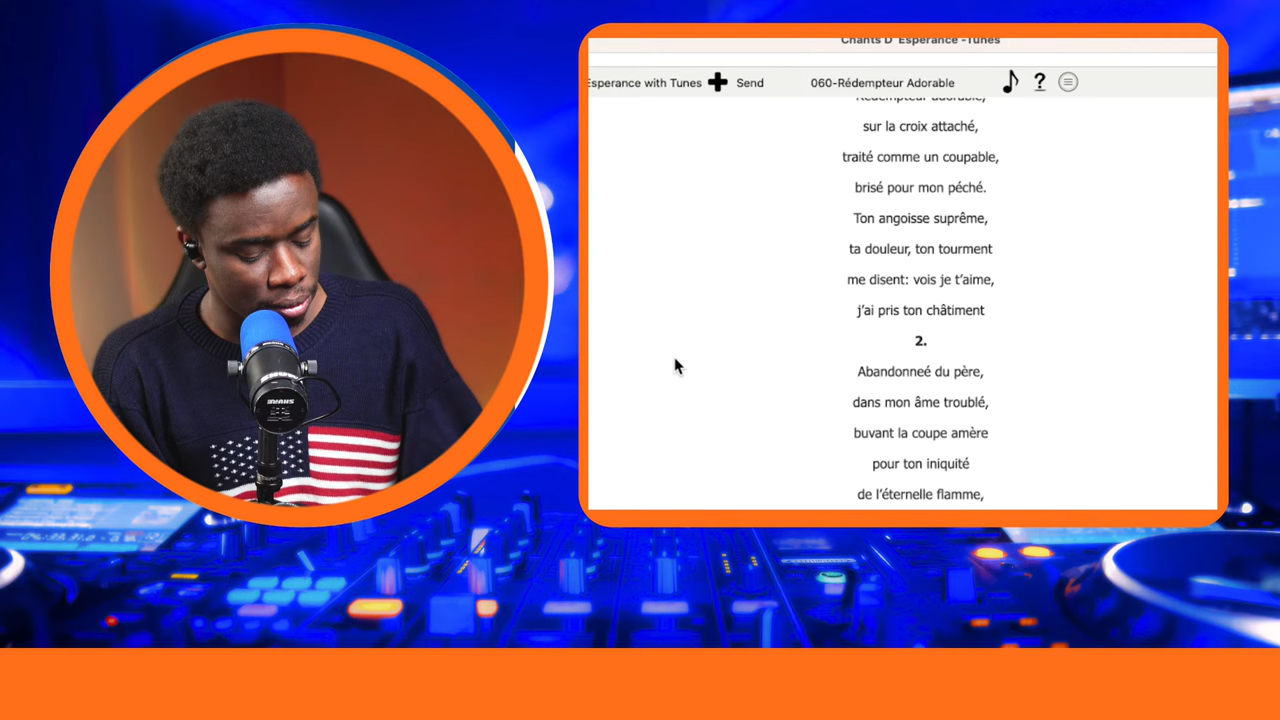 Chants D' Esperance -Tunes
Esperance with Tunes
Send
060-Rédempteur Adorable
?
Rédempteur adorable,
sur la croix attaché,
traité comme un coupable,
brisé pour mon péché.
Ton angoisse suprême,
ta douleur, ton tourment
me disent: vois je t'aime,
j'ai pris ton châtiment
2.
Abandonneé du père,
dans mon âme troublé,
buvant la coupe amère
pour ton iniquité
de l'éternelle flamme,
SHURE